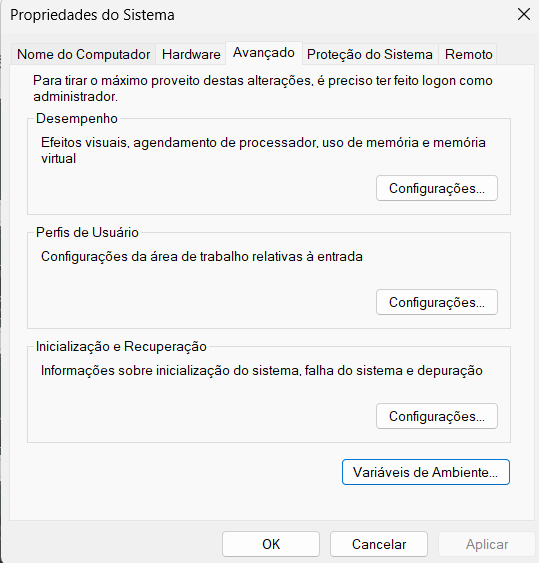 Propriedades do Sistema
Nome do Computador Hardware Avançado Proteção do Sistema Remoto
Para tirar o máximo proveito destas alterações, é preciso ter feito logon como
administrador.
Desempenho
Efeitos visuais, agendamento de processador, uso de memória e memória
virtual
Configurações...
Perfis de Usuário
Configurações da área de trabalho relativas à entrada
Configurações...
Inicialização e Recuperação
Informações sobre inicialização do sistema, falha do sistema e depuração
Configurações...
Variáveis de Ambiente...
OK Cancelar Aplicar